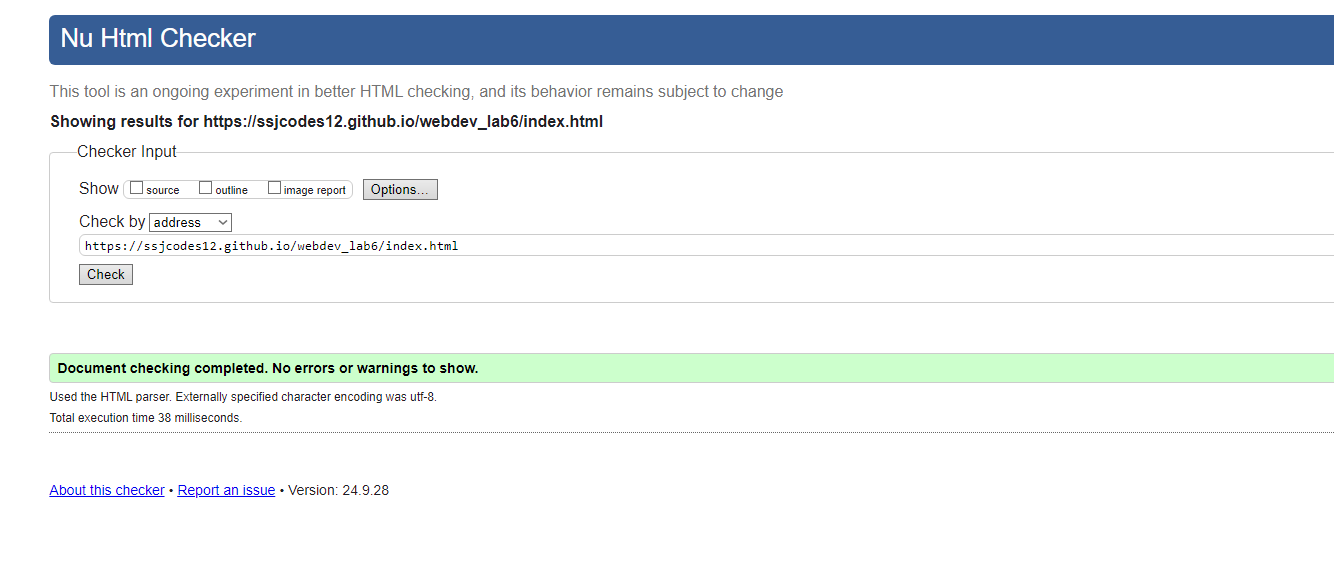 Nu Html Checker
This tool is an ongoing experiment in better HTML checking, and its behavior remains subject to change
Showing results for https://ssjcodes12.github.io/webdev_lab6/index.html
Checker Input
Show source outline image report Options...
Check by address
https://ssjcodes12.github.io/webdev_lab6/index.html
Check
Document checking completed. No errors or warnings to show.
Used the HTML parser. Externally specified character encoding was utf-8.
Total execution time 38 milliseconds.
About this checker • Report an issue • Version: 24.9.28